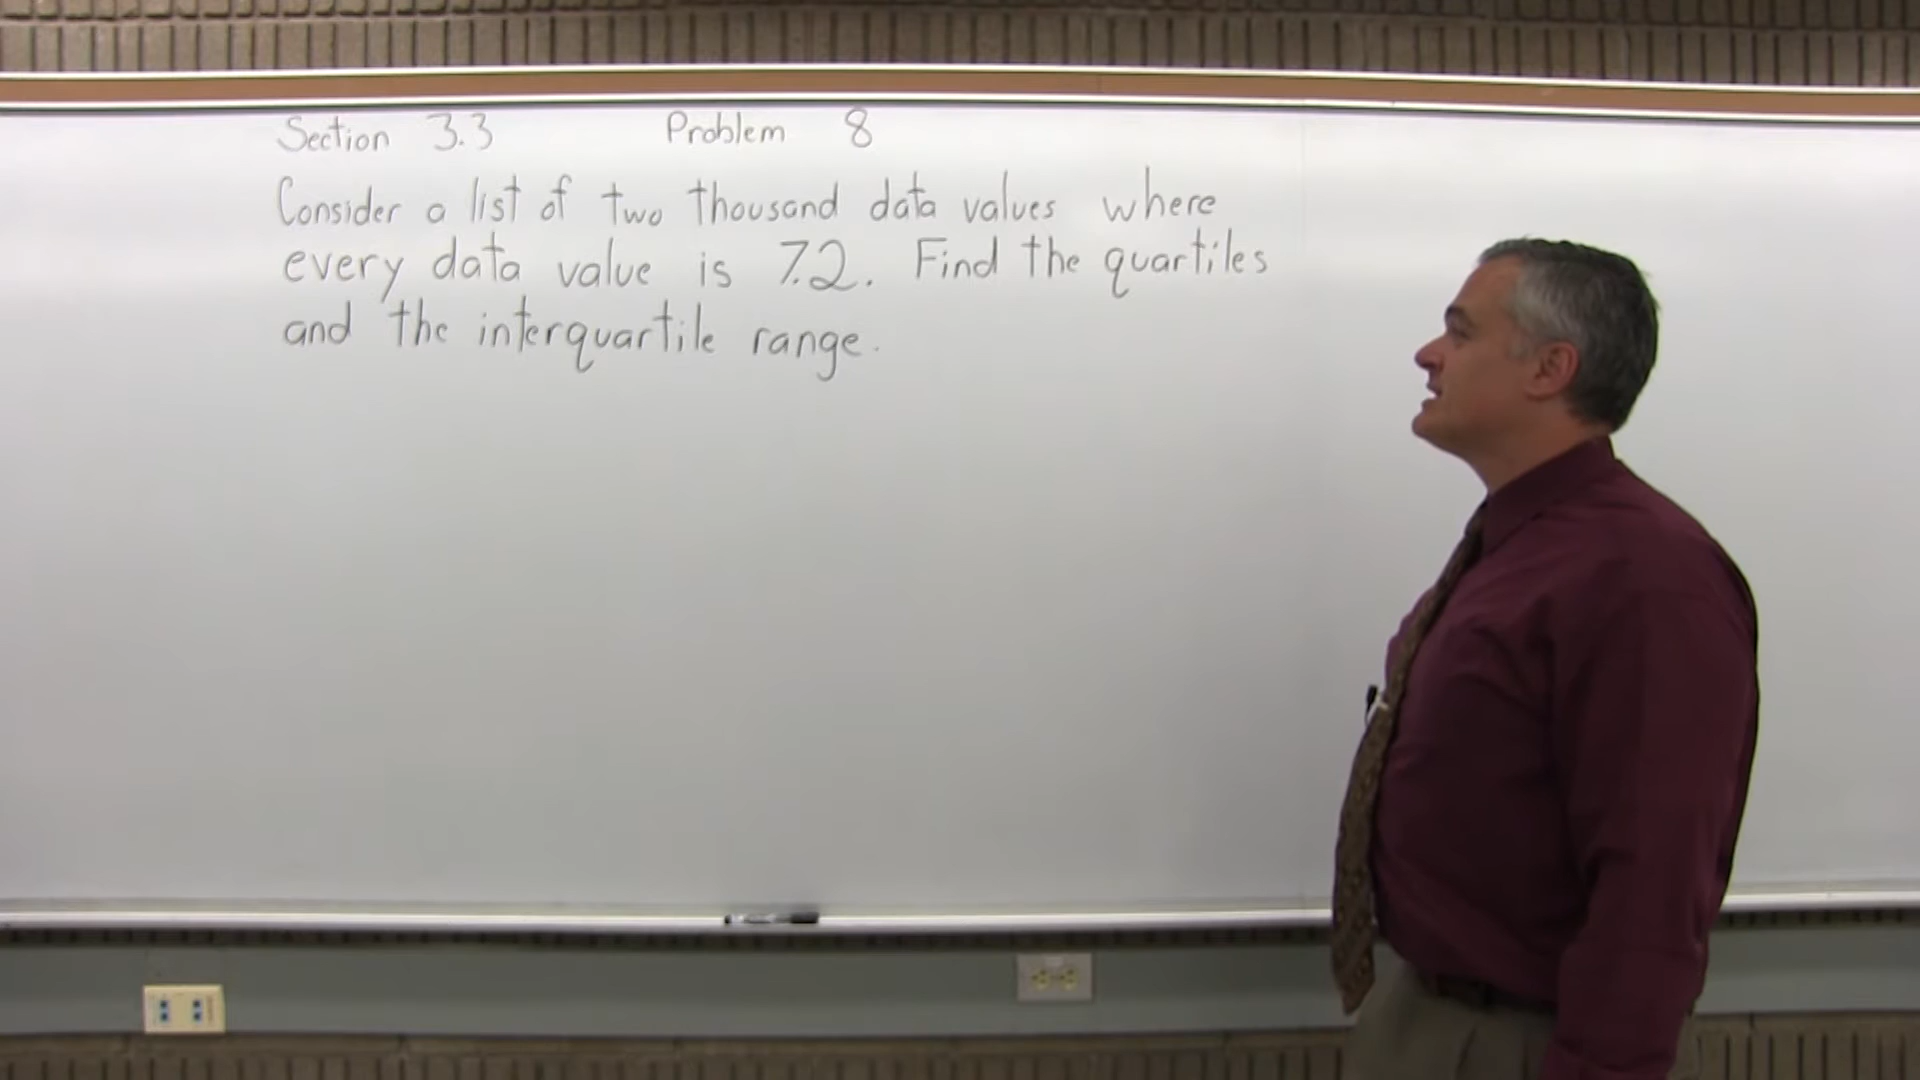 Section 3.3 Problem 8
Consider a list of two thousand data values where
every data value is 7.2. Find the quartiles
and the interquartile range.